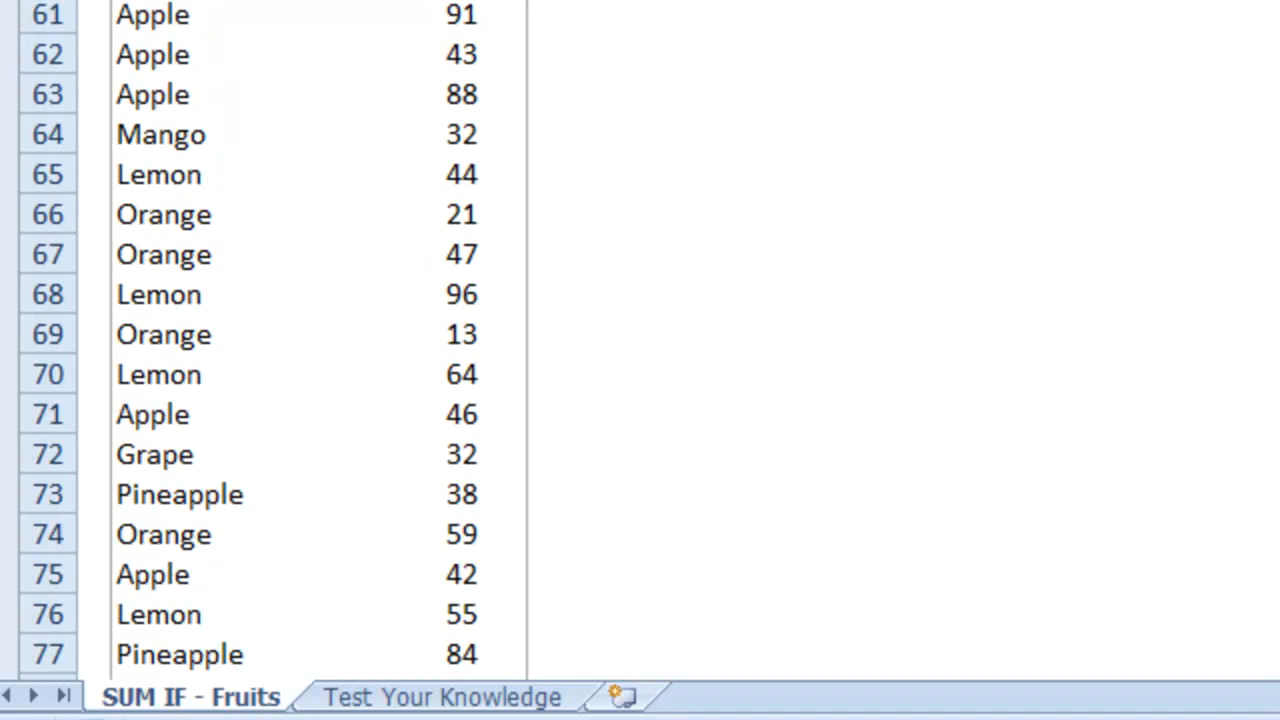 61 Apple 91
62 Apple 43
63 Apple 88
64 Mango 32
65 Lemon 44
66 Orange 21
67 Orange 47
68 Lemon 96
69 Orange 13
70 Lemon 64
71 Apple 46
72 Grape 32
73 Pineapple 38
74 Orange 59
75 Apple 42
76 Lemon 55
77 Pineapple 84
SUM IF - Fruits Test Your Knowledge